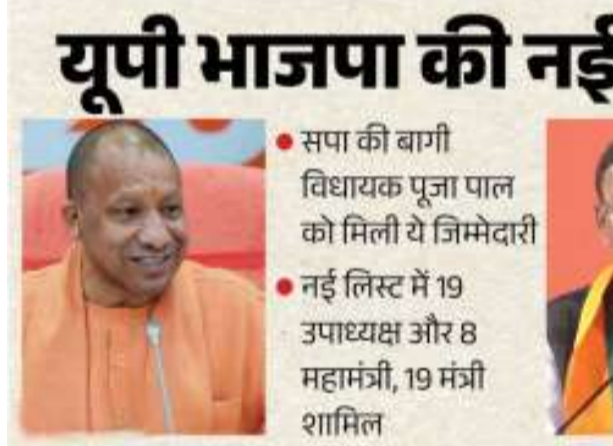 यूपी भाजपा की नई
सपा की बागी
विधायक पूजा पाल
को मिली ये जिम्मेदारी
नई लिस्ट में 19
उपाध्यक्ष और 8
महामंत्री, 19 मंत्री
शामिल